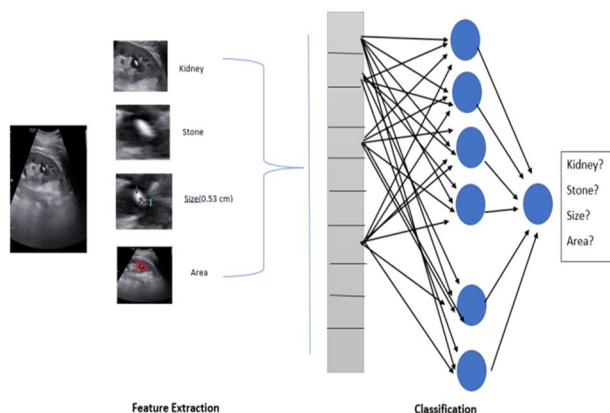 Kidney
Stone
Size(0.53 cm)
Area
Kidney?
Stone?
Size?
Area?
Feature Extraction
Classification